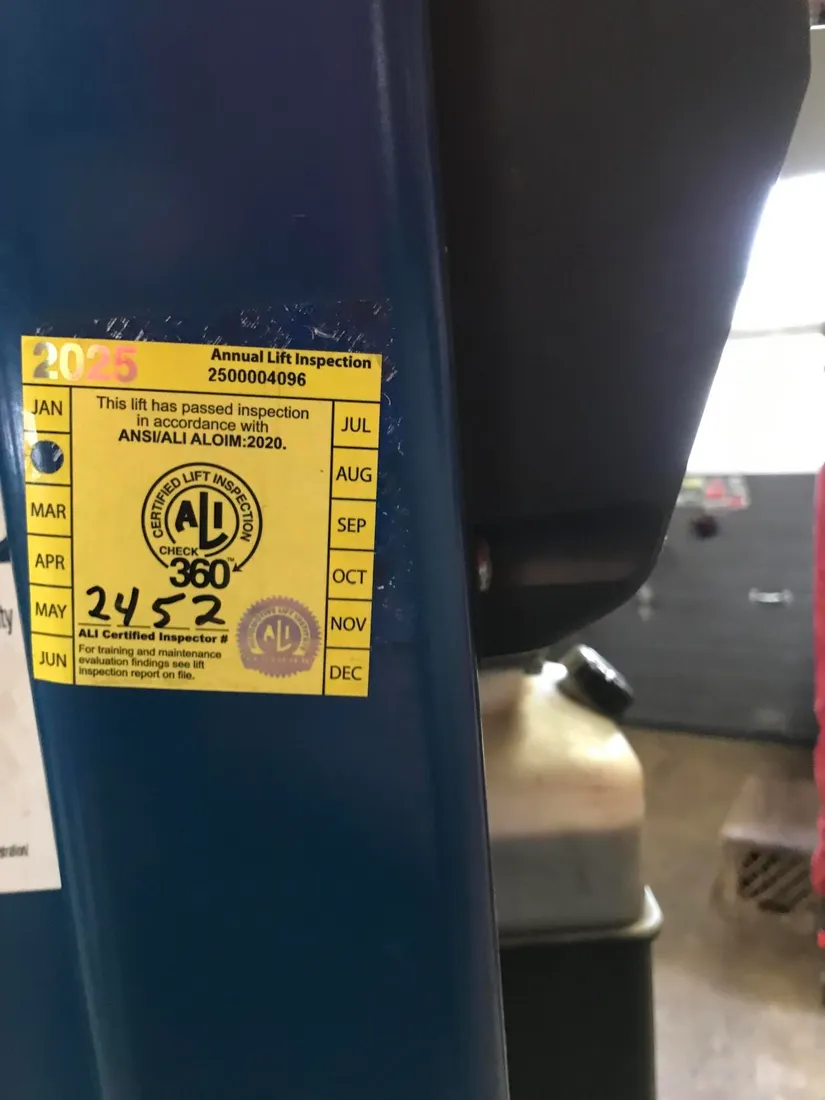 2025
Annual Lift Inspection
2500004096
JAN
MAR
APR
MAY
JUN
This lift has passed inspection
in accordance with
ANSI/ALI ALOIM:2020.
CERTIFIED LIFT INSPECTION
ALI
CHECK
360™
2452
ALI Certified Inspector #
For training and maintenance
evaluation findings see lift
inspection report on file.
ALI
JUL
AUG
SEP
OCT
NOV
DEC